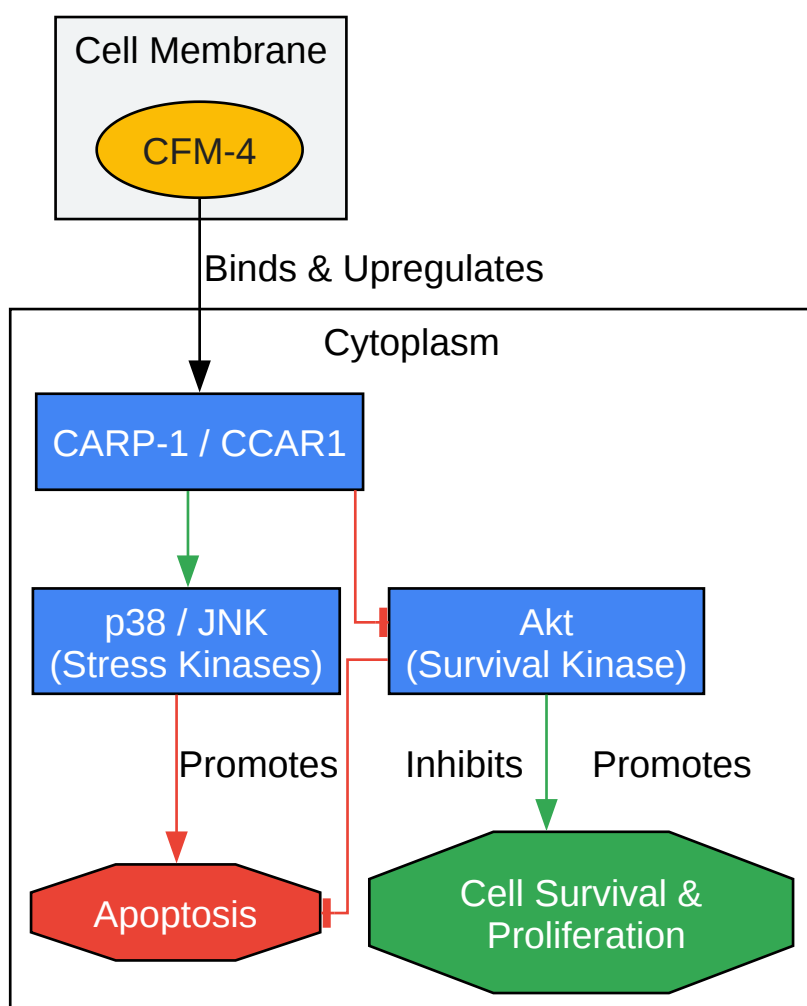 Cell Membrane
CFM-4
Binds & Upregulates
Cytoplasm
CARP-1 / CCAR1
p38 / JNK
(Stress Kinases)
Akt
(Survival Kinase)
Promotes
Inhibits
Promotes
Apoptosis
Cell Survival &
Proliferation